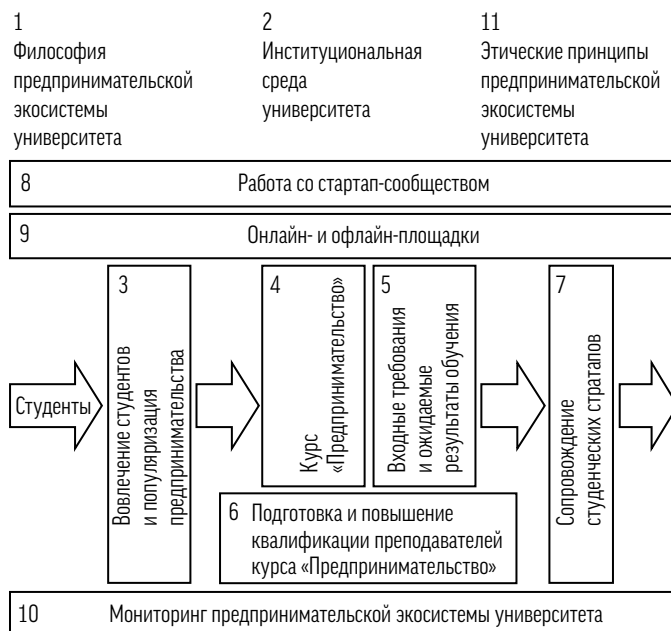 1
Философия
предпринимательской
экосистемы
университета
2
Институциональная
среда
университета
11
Этические принципы
предпринимательской
экосистемы
университета
8 Работа со стартап-сообществом
9 Онлайн- и офлайн-площадки
Студенты
3
Вовлечение студентов
и популяризация
предпринимательства
4
Курс
«Предпринимательство»
5
Входные требования
и ожидаемые
результаты обучения
6 Подготовка и повышение
квалификации преподавателей
курса «Предпринимательство»
7
Сопровождение
студенческих стратапов
10 Мониторинг предпринимательской экосистемы университета